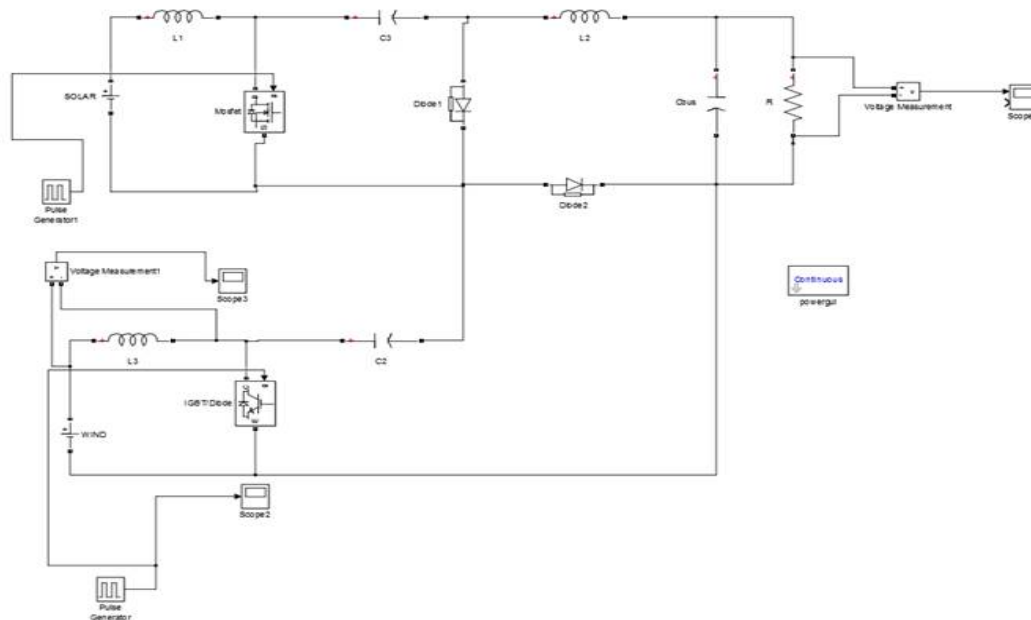 L1
C3
L2
SOLAR
Mosfet
Diode1
R
Voltage Measurement
Scope
Pulse
Generator1
Diode2
Voltage Measurement1
Scope3
Continuous
powergui
L3
C2
IGBT/Diode
WIND
Scope2
Pulse
Generator